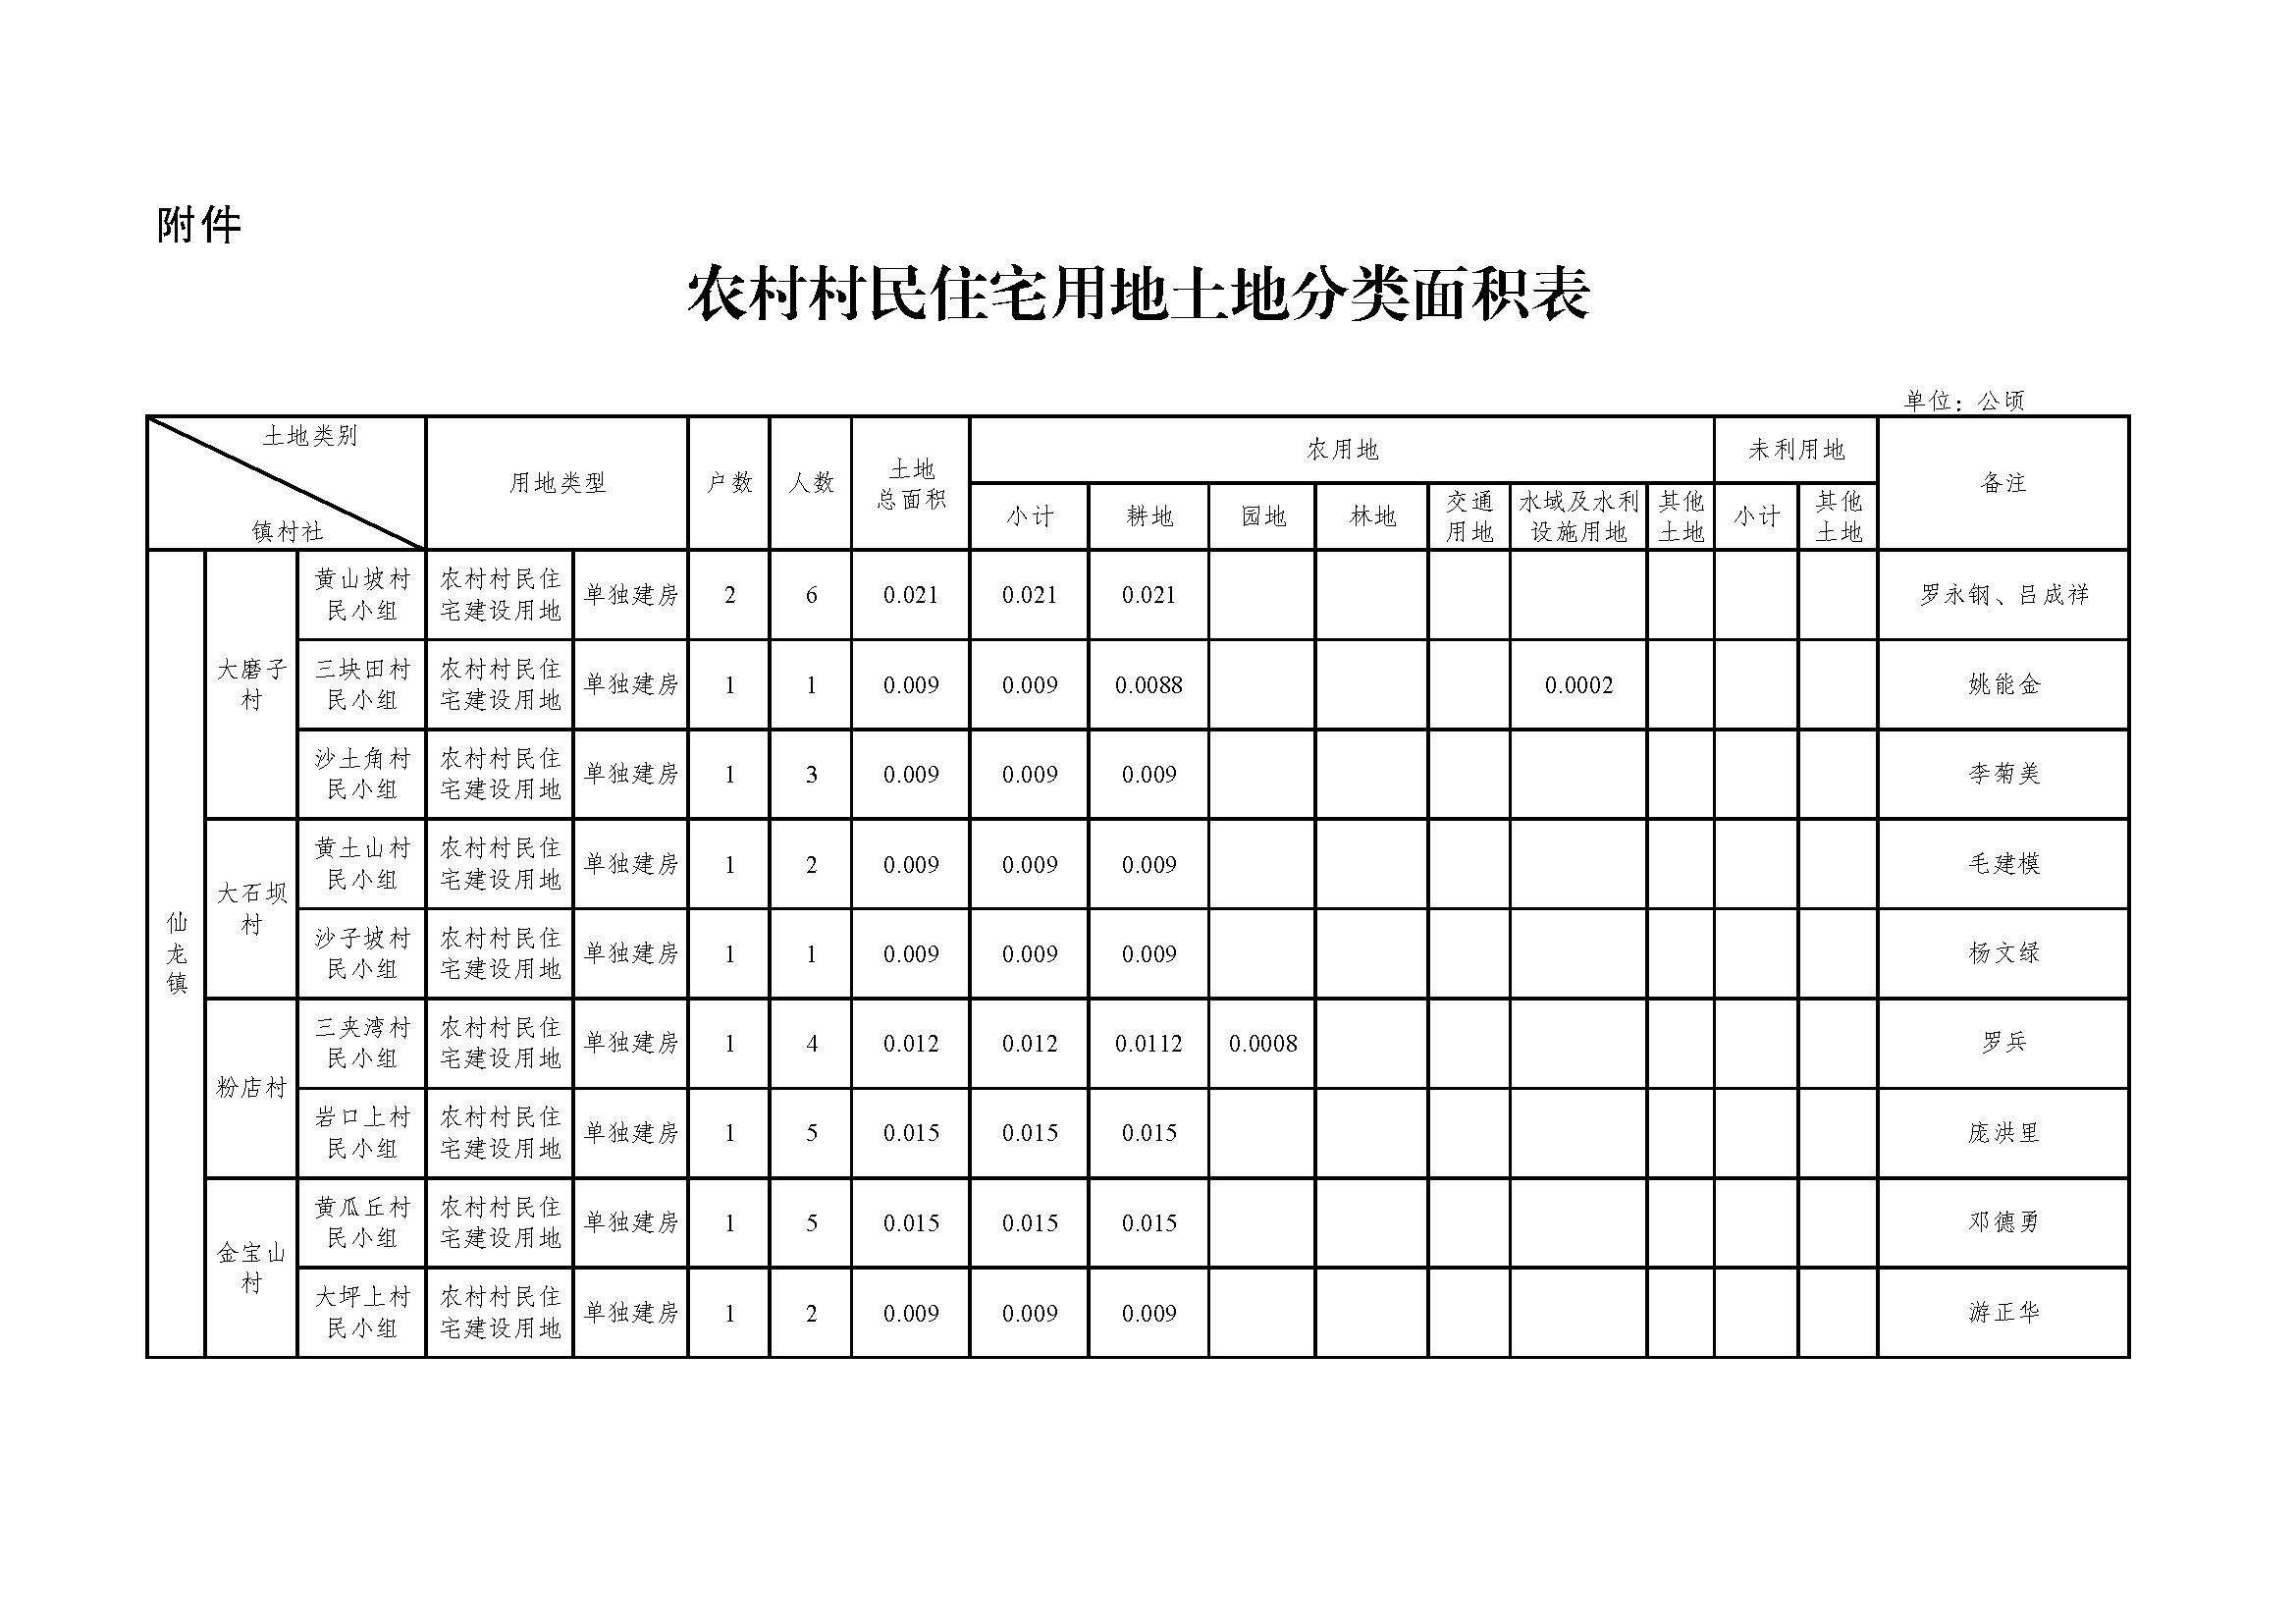 附件
农村村民住宅用地土地分类面积表
单位：公顷
土地类别
镇村社
用地类型
户数
人数
土地
总面积
农用地
未利用地
备注
小计
耕地
园地
林地
交通
用地
水域及水利
设施用地
其他
土地
小计
其他
土地
仙
龙
镇
大磨子
村
黄山坡村
民小组
农村村民住
宅建设用地
单独建房
2
6
0.021
0.021
0.021
罗永钢、吕成祥
三块田村
民小组
农村村民住
宅建设用地
单独建房
1
1
0.009
0.009
0.0088
0.0002
姚能金
沙土角村
民小组
农村村民住
宅建设用地
单独建房
1
3
0.009
0.009
0.009
李菊美
大石坝
村
黄土山村
民小组
农村村民住
宅建设用地
单独建房
1
2
0.009
0.009
0.009
毛建模
沙子坡村
民小组
农村村民住
宅建设用地
单独建房
1
1
0.009
0.009
0.009
杨文绿
粉店村
三夹湾村
民小组
农村村民住
宅建设用地
单独建房
1
4
0.012
0.012
0.0112
0.0008
罗兵
岩口上村
民小组
农村村民住
宅建设用地
单独建房
1
5
0.015
0.015
0.015
庞洪里
金宝山
村
黄瓜丘村
民小组
农村村民住
宅建设用地
单独建房
1
5
0.015
0.015
0.015
邓德勇
大坪上村
民小组
农村村民住
宅建设用地
单独建房
1
2
0.009
0.009
0.009
游正华